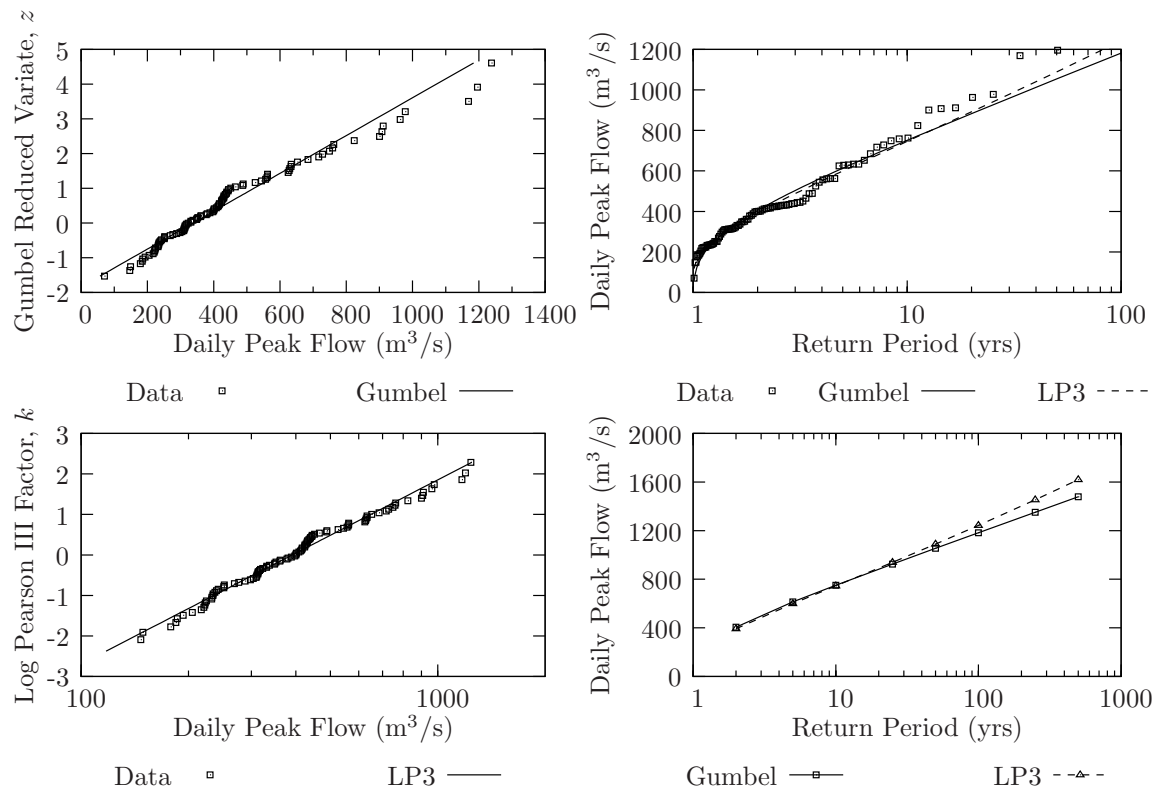 Gumbel Reduced Variate, z
5
4
3
2
1
0
-1
-2
0 200 400 600 800 1000 1200 1400
Daily Peak Flow (m³/s)
Data Gumbel
Daily Peak Flow (m³/s)
1200
1000
800
600
400
200
0
1 10 100
Return Period (yrs)
Data Gumbel LP3
Log Pearson III Factor, k
3
2
1
0
-1
-2
-3
100 1000
Daily Peak Flow (m³/s)
Data LP3
Daily Peak Flow (m³/s)
2000
1600
1200
800
400
0
1 10 100 1000
Return Period (yrs)
Gumbel LP3